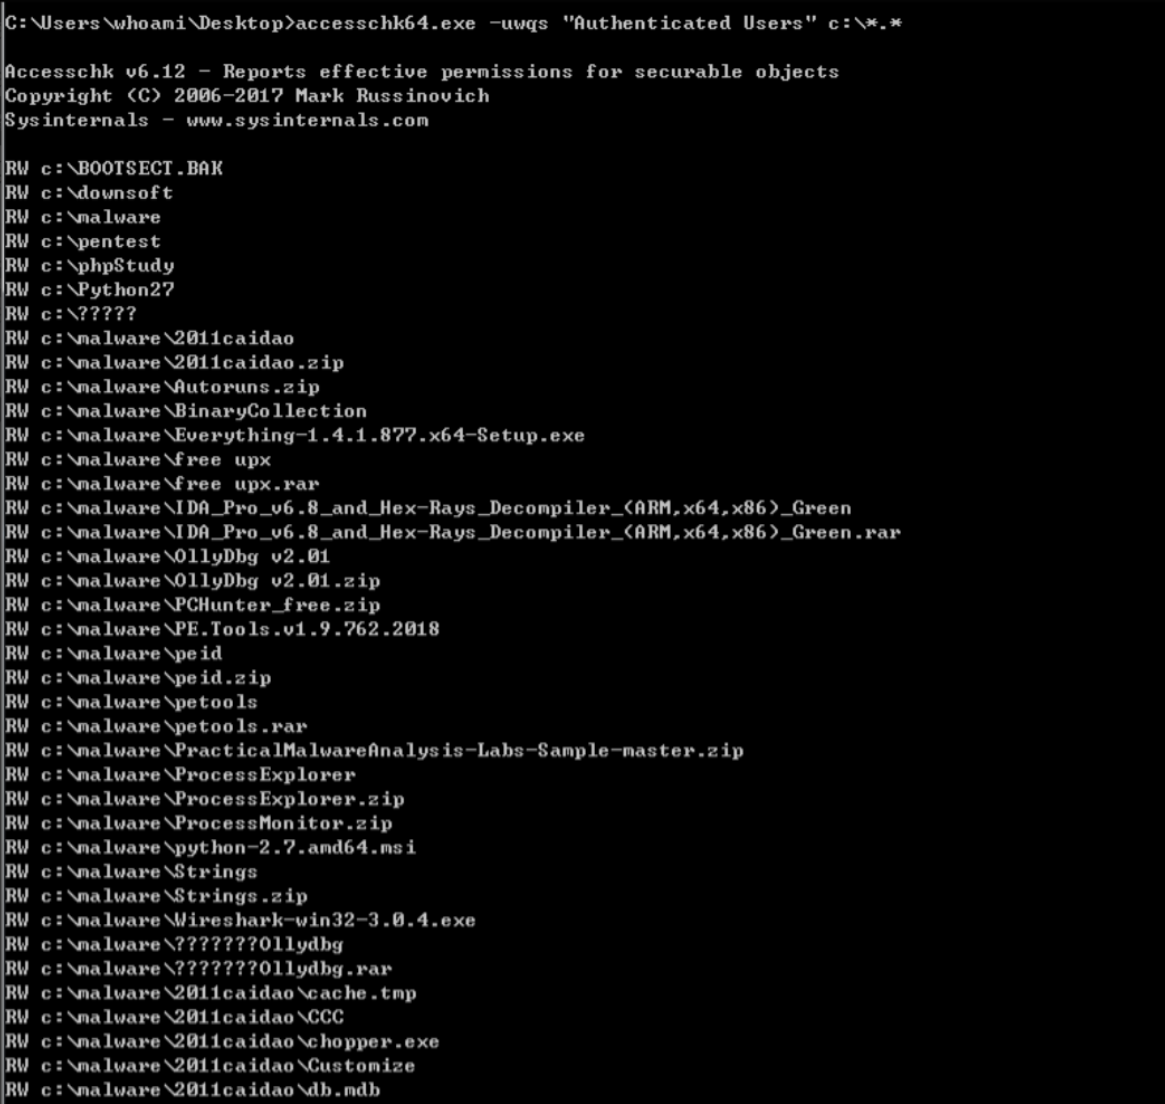 C:\Users\whoami\Desktop>accesschk64.exe -uwqs "Authenticated Users" c:\*.*
Accesschk v6.12 - Reports effective permissions for securable objects
Copyright (C) 2006-2017 Mark Russinovich
Sysinternals - www.sysinternals.com
RW c:\BOOTSECT.BAK
RW c:\downsoft
RW c:\malware
RW c:\pentest
RW c:\phpStudy
RW c:\Python27
RW c:\?????
RW c:\malware\2011caidao
RW c:\malware\2011caidao.zip
RW c:\malware\Autoruns.zip
RW c:\malware\BinaryCollection
RW c:\malware\Everything-1.4.1.877.x64-Setup.exe
RW c:\malware\free upx
RW c:\malware\free upx.rar
RW c:\malware\IDA_Pro_v6.8_and_Hex-Rays_Decompiler_(ARM,x64,x86)_Green
RW c:\malware\IDA_Pro_v6.8_and_Hex-Rays_Decompiler_(ARM,x64,x86)_Green.rar
RW c:\malware\OllyDbg v2.01
RW c:\malware\OllyDbg v2.01.zip
RW c:\malware\PCHunter_free.zip
RW c:\malware\PE.Tools.v1.9.762.2018
RW c:\malware\peid
RW c:\malware\peid.zip
RW c:\malware\petools
RW c:\malware\petools.rar
RW c:\malware\PracticalMalwareAnalysis-Labs-Sample-master.zip
RW c:\malware\ProcessExplorer
RW c:\malware\ProcessExplorer.zip
RW c:\malware\ProcessMonitor.zip
RW c:\malware\python-2.7.amd64.msi
RW c:\malware\Strings
RW c:\malware\Strings.zip
RW c:\malware\Wireshark-win32-3.0.4.exe
RW c:\malware\???????Ollydbg
RW c:\malware\???????Ollydbg.rar
RW c:\malware\2011caidao\cache.tmp
RW c:\malware\2011caidao\CCC
RW c:\malware\2011caidao\chopper.exe
RW c:\malware\2011caidao\Customize
RW c:\malware\2011caidao\db.mdb